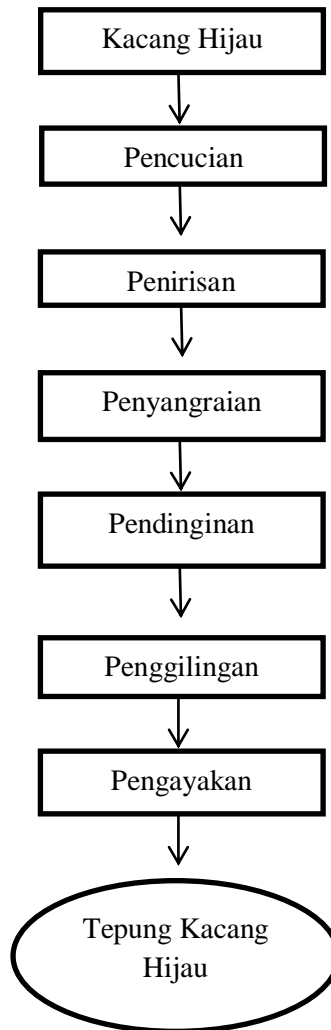 Kacang Hijau
Pencucian
Penirisan
Penyangraian
Pendinginan
Penggilingan
Pengayakan
Tepung Kacang
Hijau